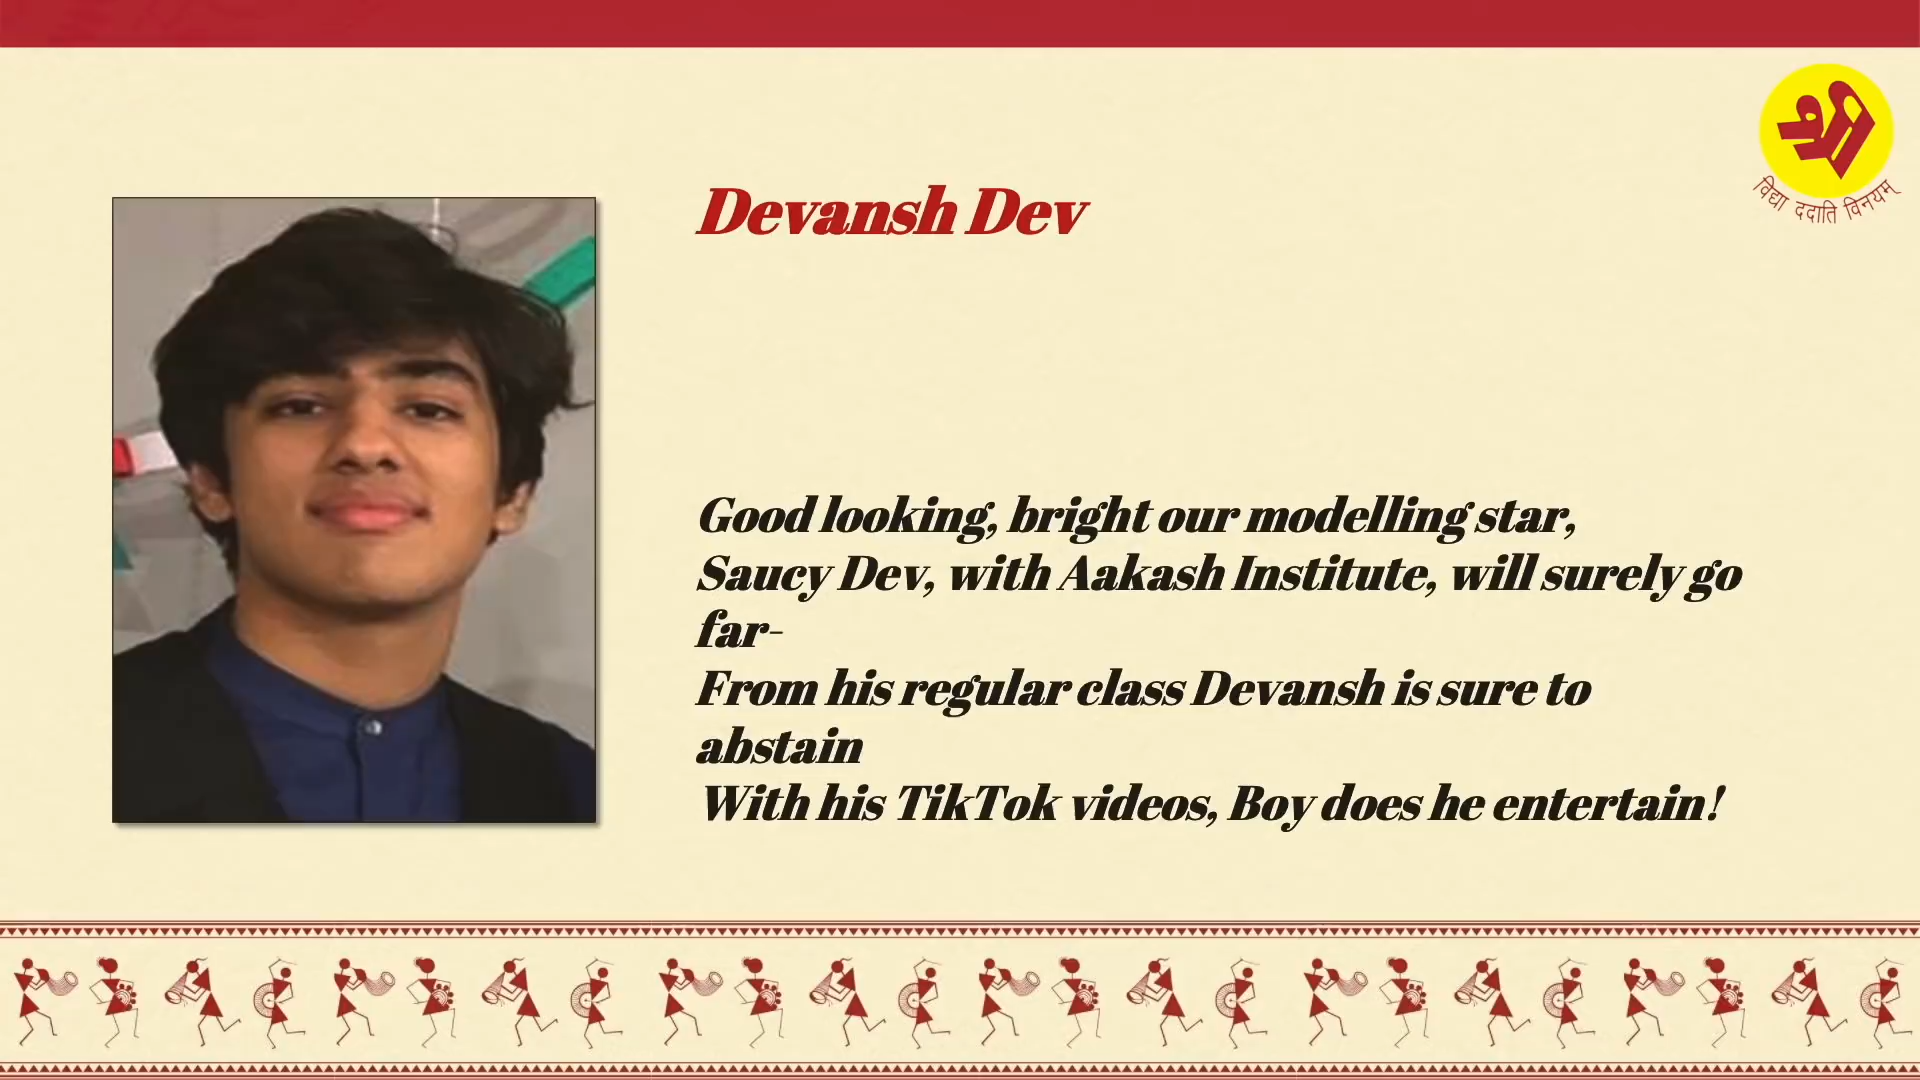 श्री
विद्या ददाति विनयम्
Devansh Dev
Good looking, bright our modelling star,
Saucy Dev, with Aakash Institute, will surely go
far-
From his regular class Devansh is sure to
abstain
With his TikTok videos, Boy does he entertain!